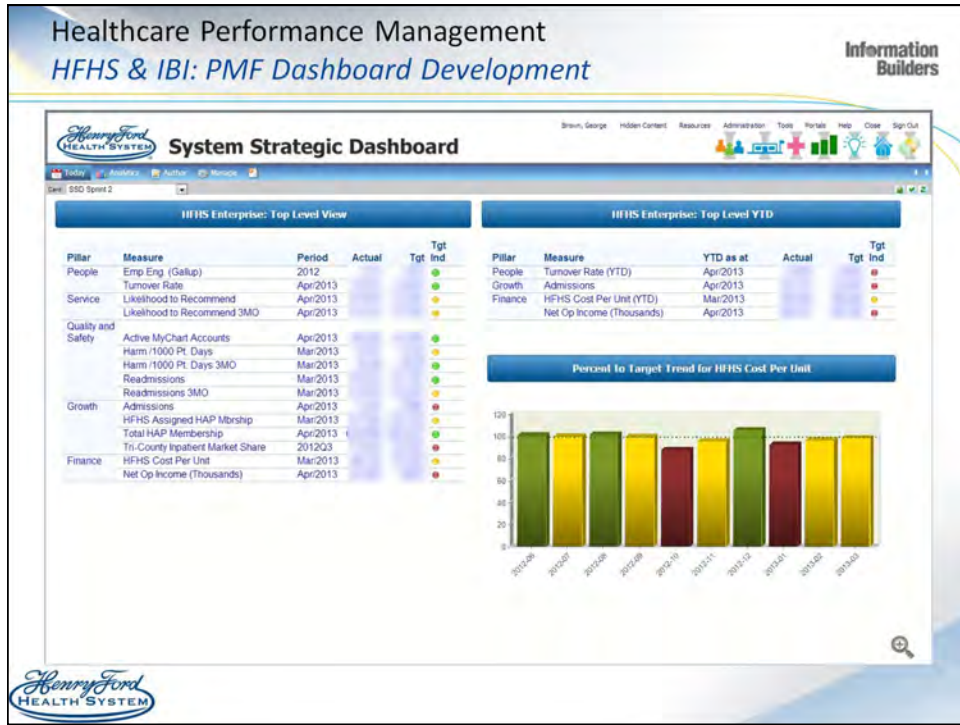 Healthcare Performance Management
HFHS & IBI: PMF Dashboard Development
Information
Builders
Henry Ford
HEALTH SYSTEM
System Strategic Dashboard
Brown, George Hidden Content Resources Administration Tools Portals Help Close Sign Out
Today Analytics Author Manage
SSD Sprint 2
HFHS Enterprise: Top Level View
Pillar Measure Period Actual Tgt Tgt Ind
People Emp Eng. (Gallup) 2012
Turnover Rate Apr/2013
Service Likelihood to Recommend Apr/2013
Likelihood to Recommend 3MO Apr/2013
Quality and
Safety Active MyChart Accounts Apr/2013
Harm /1000 Pt. Days Mar/2013
Harm /1000 Pt. Days 3MO Mar/2013
Readmissions Mar/2013
Readmissions 3MO Mar/2013
Growth Admissions Apr/2013
HFHS Assigned HAP Mbrship Mar/2013
Total HAP Membership Apr/2013
Tri-County Inpatient Market Share 2012Q3
Finance HFHS Cost Per Unit Mar/2013
Net Op Income (Thousands) Apr/2013
HFHS Enterprise: Top Level YTD
Pillar Measure YTD as at Actual Tgt Tgt Ind
People Turnover Rate (YTD) Apr/2013
Growth Admissions Apr/2013
Finance HFHS Cost Per Unit (YTD) Mar/2013
Net Op Income (Thousands) Apr/2013
Percent to Target Trend for HFHS Cost Per Unit
120
100
80
60
40
20
0
2012-06 2012-07 2012-08 2012-09 2012-10 2012-11 2012-12 2013-01 2013-02 2013-03
Henry Ford
HEALTH SYSTEM